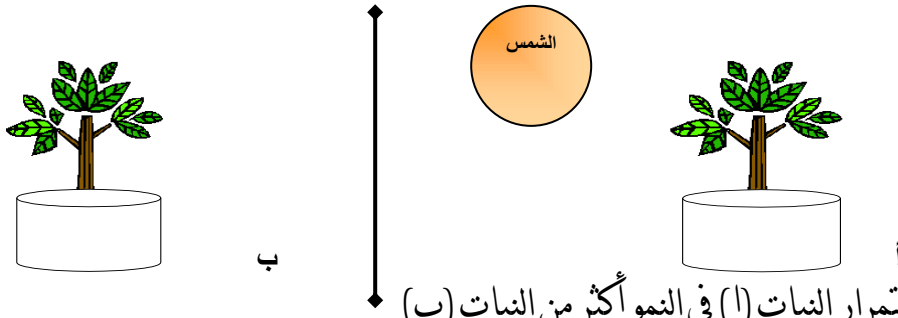 الشمس
أ
ب
النبات (ا) في النمو أكثر من النبات (ب)